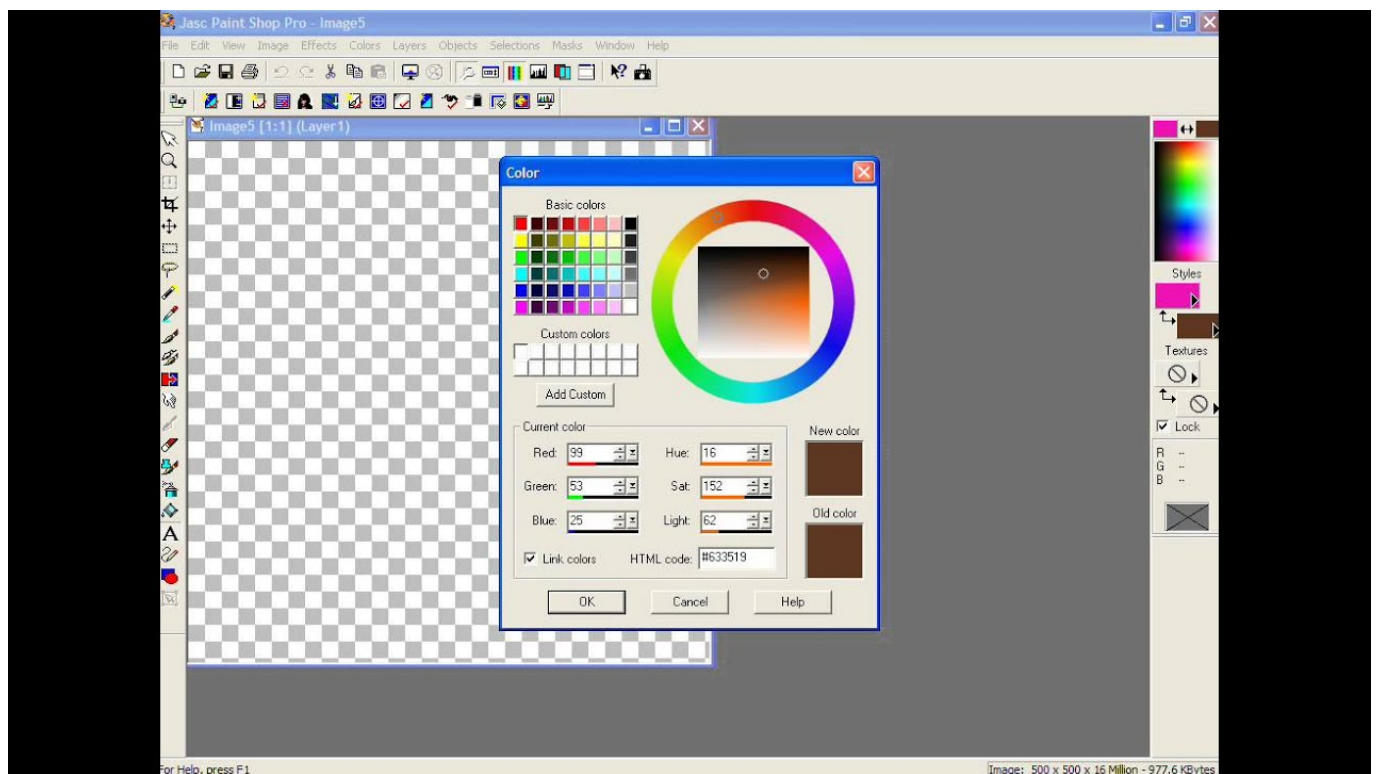 Jasc Paint Shop Pro - Image5
File Edit View Image Effects Colors Layers Objects Selections Masks Window Help
Image5 [1:1] (Layer1)
Color
Basic colors
Custom colors
Add Custom
Current color
New color
Red: 99 Hue: 16
Green: 53 Sat: 152
Blue: 25 Light: 62
Old color
Link colors HTML code: #633519
OK Cancel Help
Styles
Textures
Lock
R --
G --
B --
For Help, press F1
Image: 500 x 500 x 16 Million - 977.6 KBytes